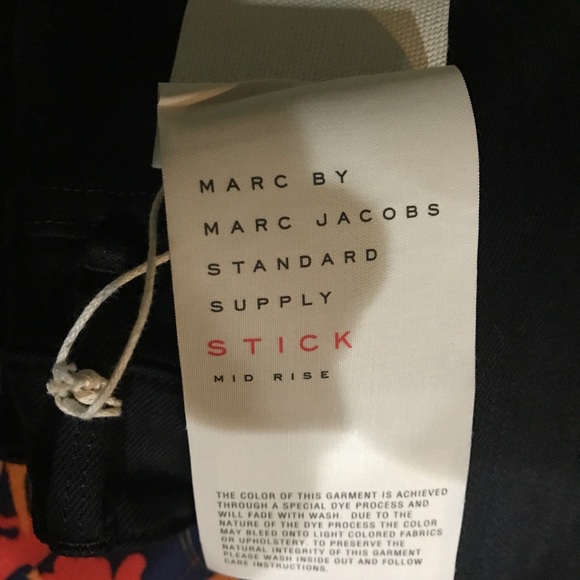 MARC BY
MARC JACOBS
STANDARD
SUPPLY
STICK
MID RISE
THE COLOR OF THIS GARMENT IS ACHIEVED
THROUGH A SPECIAL DYE PROCESS AND
WILL FADE WITH WASH. DUE TO THE
NATURE OF THE DYE PROCESS THE COLOR
MAY BLEED ONTO LIGHT COLORED FABRICS
OR UPHOLSTERY. TO PRESERVE THE
NATURAL INTEGRITY OF THIS GARMENT
PLEASE WASH INSIDE OUT AND FOLLOW
CARE INSTRUCTIONS.